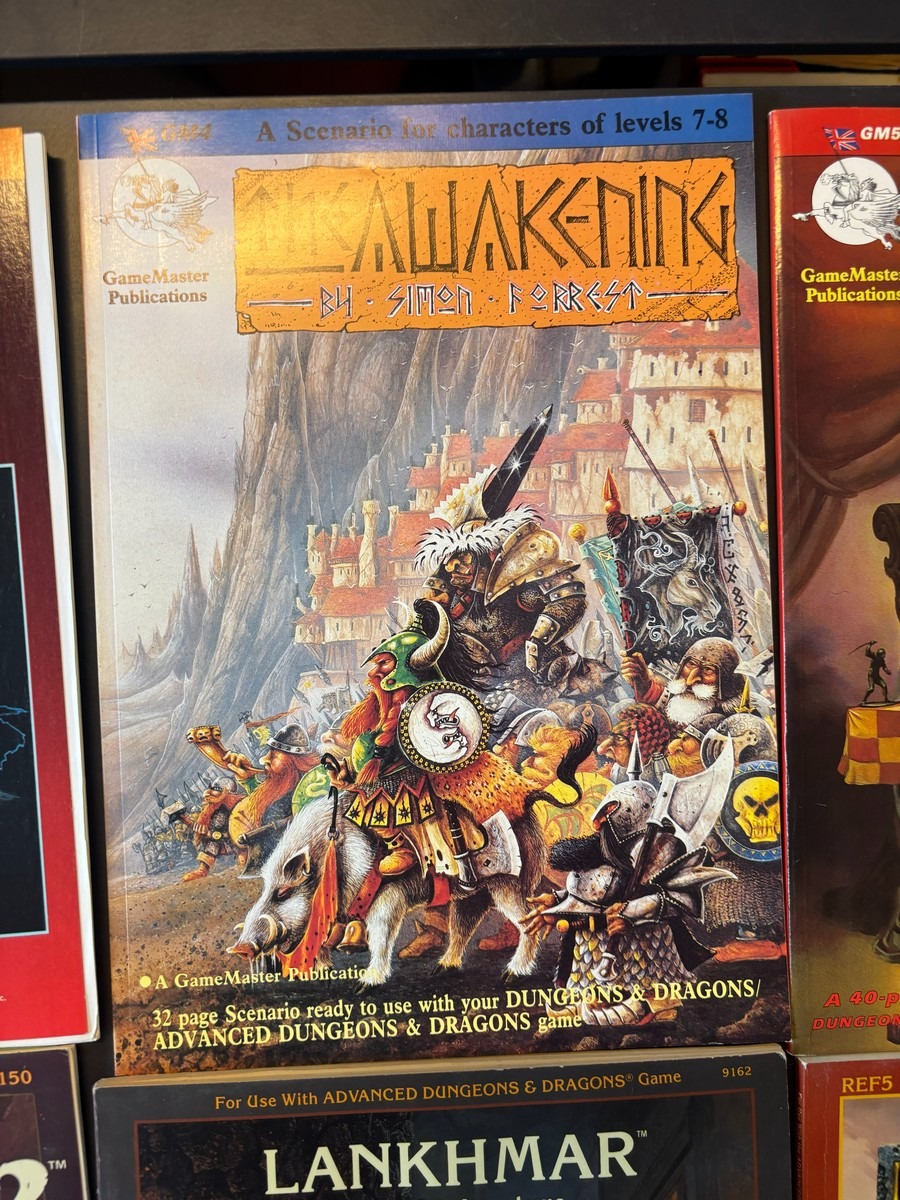 GM4
A Scenario for characters of levels 7-8
THE AWAKENING
BY · SIMON · FORREST
GameMaster
Publications
• A GameMaster Publication
32 page Scenario ready to use with your DUNGEONS & DRAGONS/
ADVANCED DUNGEONS & DRAGONS game
GM5
GameMaster
Publications
A 40-p
DUNGEON
150
For Use With ADVANCED DUNGEONS & DRAGONS® Game
9162
LANKHMAR™
REF5